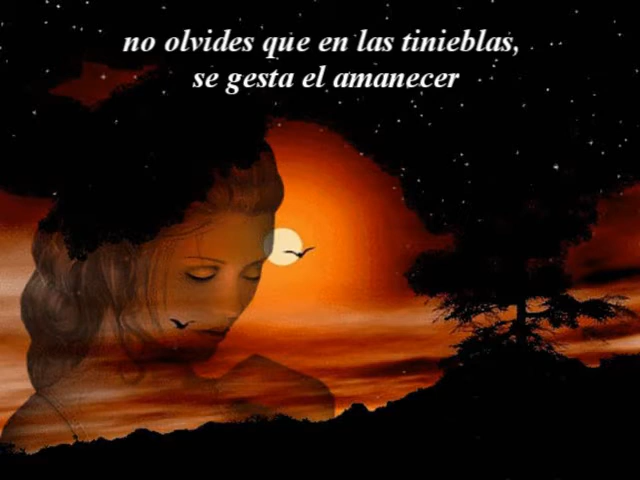 no olvides que en las tinieblas,
se gesta el amanecer